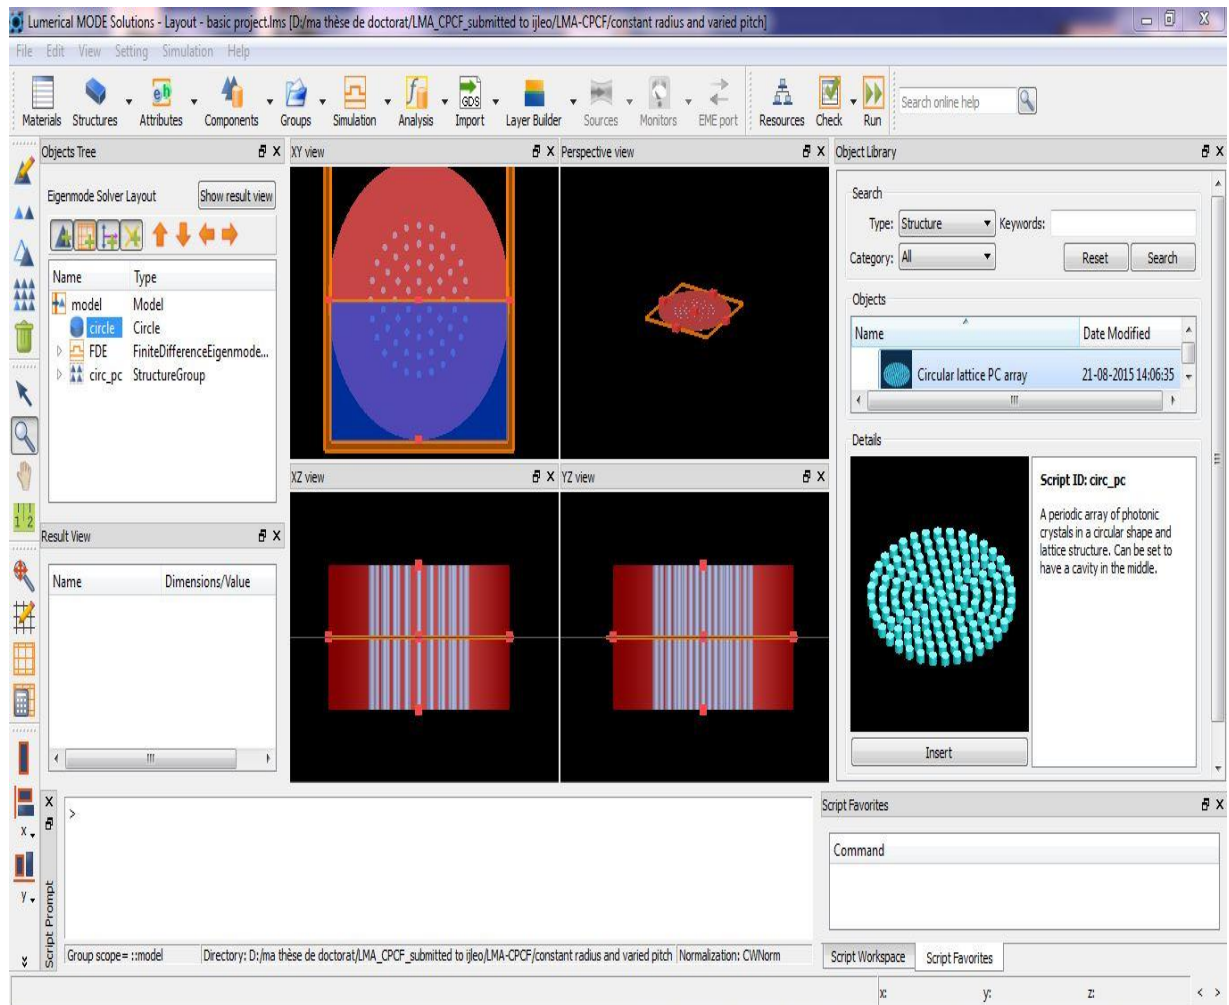 Lumerical MODE Solutions - Layout - basic project.lms [D:/ma thèse de doctorat/LMA_CPCF_submitted to ijleo/LMA-CPCF/constant radius and varied pitch]
File Edit View Setting Simulation Help
Materials Structures Attributes Components Groups Simulation Analysis Import Layer Builder Sources Monitors EME port Resources Check Run Search online help
GDS
Objects Tree
Eigenmode Solver Layout Show result view
Name Type
model Model
circle Circle
FDE FiniteDifferenceEigenmode...
circ_pc StructureGroup
Result View
Name Dimensions/Value
XY view
Perspective view
XZ view
YZ view
Object Library
Search
Type: Structure Keywords:
Category: All Reset Search
Objects
Name Date Modified
Circular lattice PC array 21-08-2015 14:06:35
Details
Script ID: circ_pc
A periodic array of photonic
crystals in a circular shape and
lattice structure. Can be set to
have a cavity in the middle.
Insert
x
y
Script Prompt
>
Group scope= ::model Directory: D:/ma thèse de doctorat/LMA_CPCF_submitted to ijleo/LMA-CPCF/constant radius and varied pitch Normalization: CWNorm
Script Favorites
Command
Script Workspace Script Favorites
x: y: z: